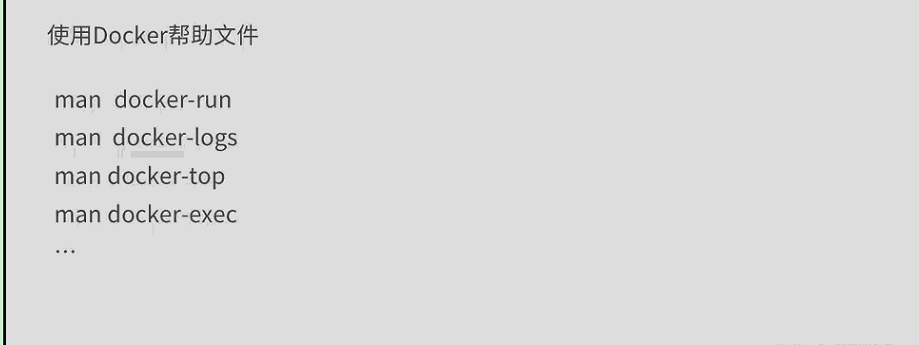 使用Docker帮助文件
man docker-run
man docker-logs
man docker-top
man docker-exec
...